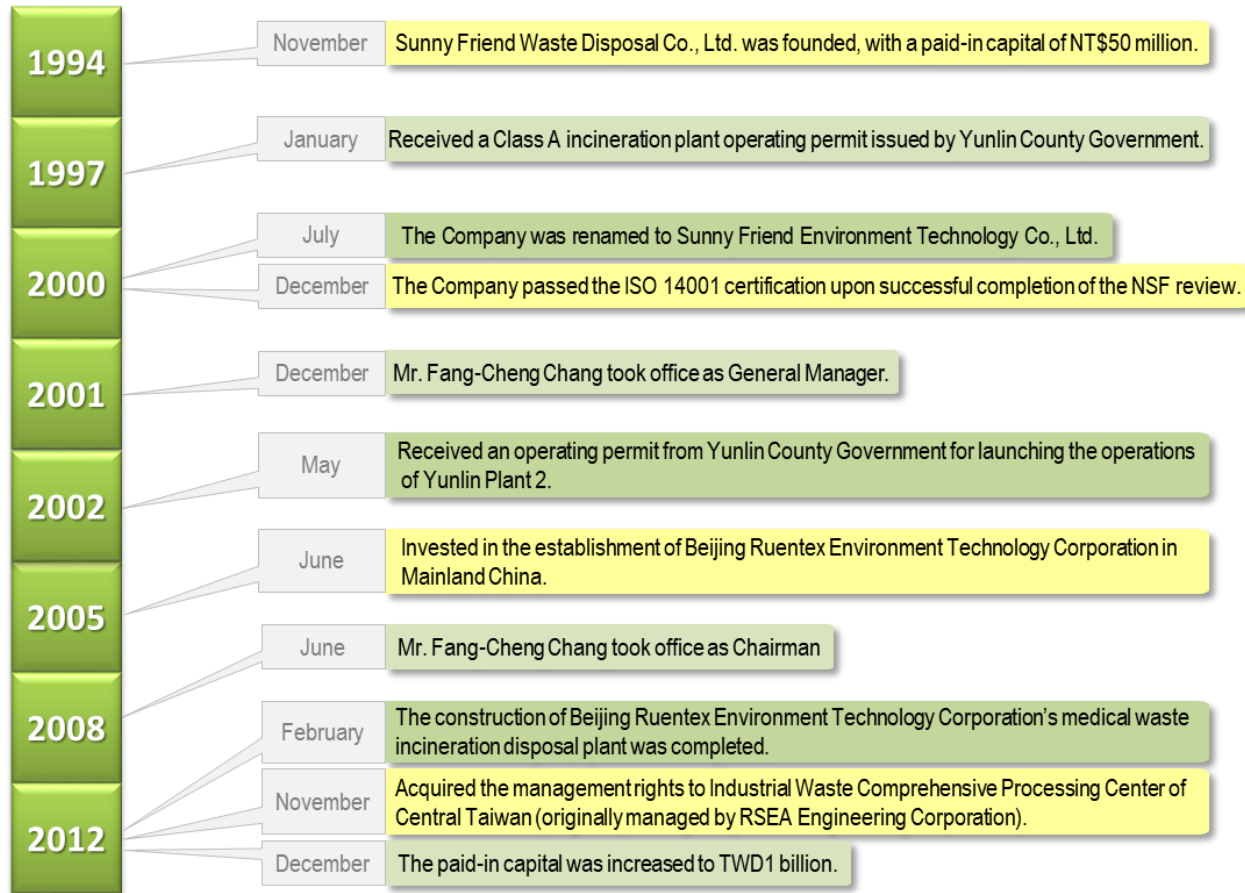 1994
November
Sunny Friend Waste Disposal Co., Ltd. was founded, with a paid-in capital of NT$50 million.
1997
January
Received a Class A incineration plant operating permit issued by Yunlin County Government.
2000
July
The Company was renamed to Sunny Friend Environment Technology Co., Ltd.
December
The Company passed the ISO 14001 certification upon successful completion of the NSF review.
2001
December
Mr. Fang-Cheng Chang took office as General Manager.
2002
May
Received an operating permit from Yunlin County Government for launching the operations
of Yunlin Plant 2.
2005
June
Invested in the establishment of Beijing Ruentex Environment Technology Corporation in
Mainland China.
2008
June
Mr. Fang-Cheng Chang took office as Chairman
2012
February
The construction of Beijing Ruentex Environment Technology Corporation’s medical waste
incineration disposal plant was completed.
November
Acquired the management rights to Industrial Waste Comprehensive Processing Center of
Central Taiwan (originally managed by RSEA Engineering Corporation).
December
The paid-in capital was increased to TWD1 billion.